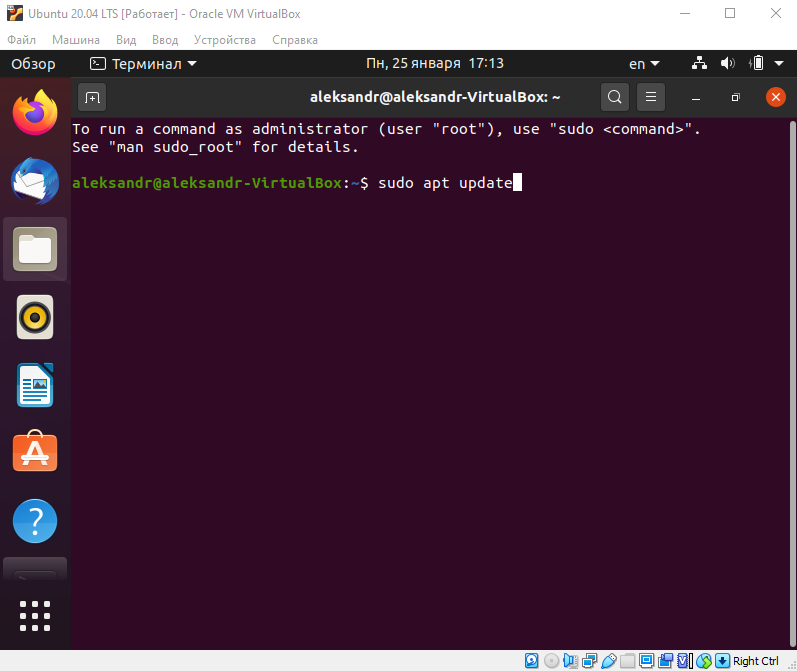 Ubuntu 20.04 LTS [Работает] - Oracle VM VirtualBox
Файл Машина Вид Ввод Устройства Справка
Обзор Терминал Пн, 25 января 17:13 en
aleksandr@aleksandr-VirtualBox: ~
To run a command as administrator (user "root"), use "sudo <command>".
See "man sudo_root" for details.
aleksandr@aleksandr-VirtualBox:~$ sudo apt update
Right Ctrl